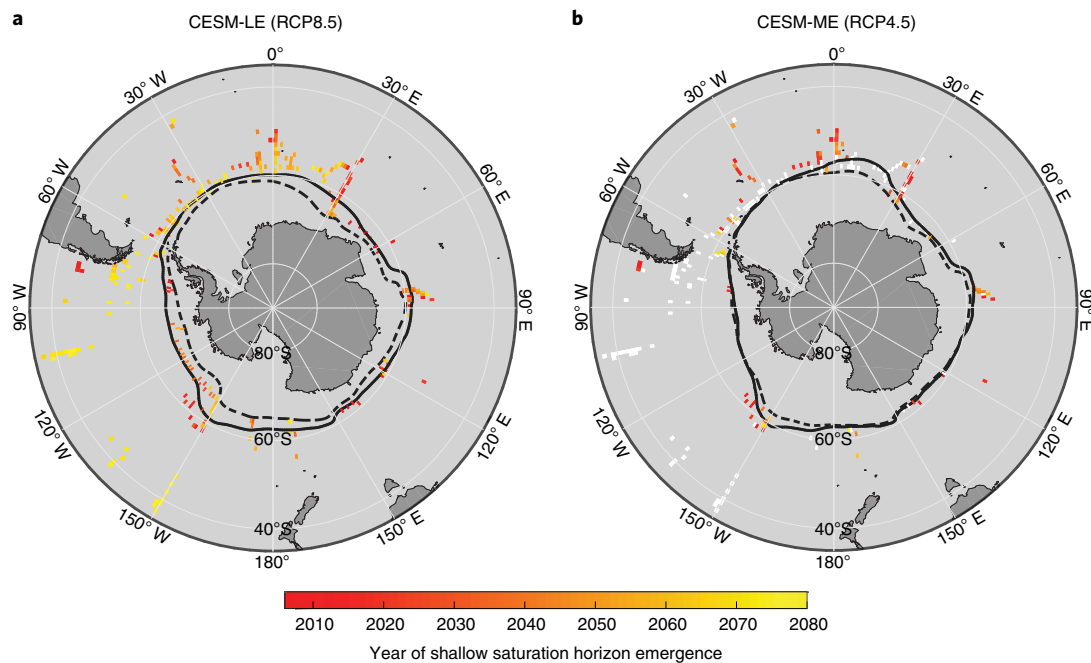 a
CESM-LE (RCP8.5)
0°
30° W
30° E
60° W
60° E
90° W
90° E
80°S
120° W
120° E
60°S
150° W
150° E
40°S
180°
b
CESM-ME (RCP4.5)
0°
30° W
30° E
60° W
60° E
90° W
90° E
80°S
120° W
120° E
60°S
150° W
150° E
40°S
180°
2010 2020 2030 2040 2050 2060 2070 2080
Year of shallow saturation horizon emergence